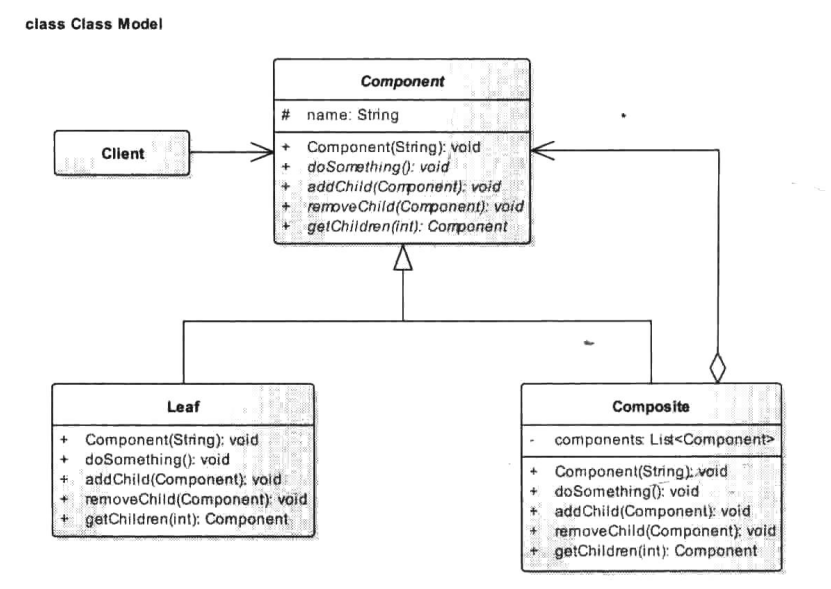 class Class Model
Component
# name: String
+ Component(String): void
+ doSomething(): void
+ addChild(Component): void
+ removeChild(Component): void
+ getChildren(int): Component
Client
Leaf
+ Component(String): void
+ doSomething(): void
+ addChild(Component): void
+ removeChild(Component): void
+ getChildren(int): Component
Composite
- components: List<Component>
+ Component(String): void
+ doSomething(): void
+ addChild(Component): void
+ removeChild(Component): void
+ getChildren(int): Component